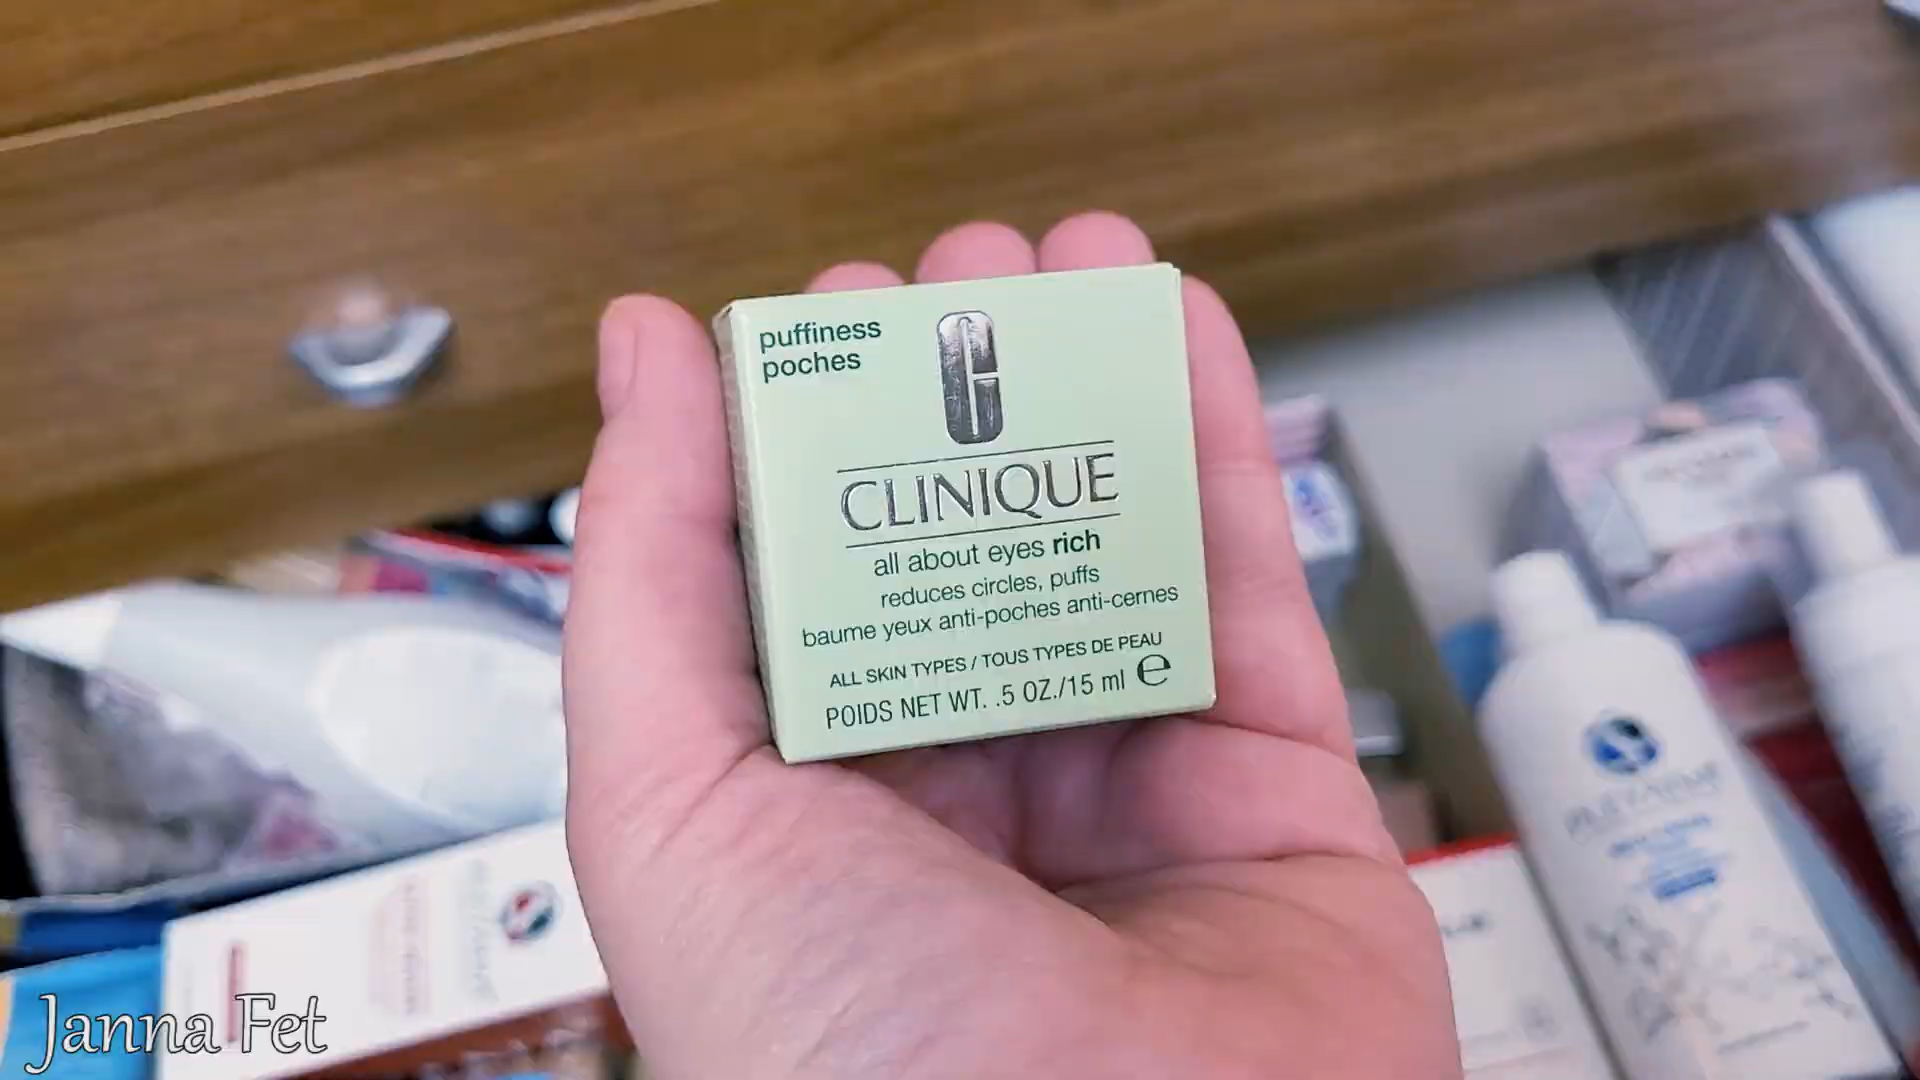 puffiness
poches
CLINIQUE
all about eyes rich
reduces circles, puffs
baume yeux anti-poches anti-cernes
ALL SKIN TYPES / TOUS TYPES DE PEAU
POIDS NET WT. .5 OZ./15 ml e
Janna Fet